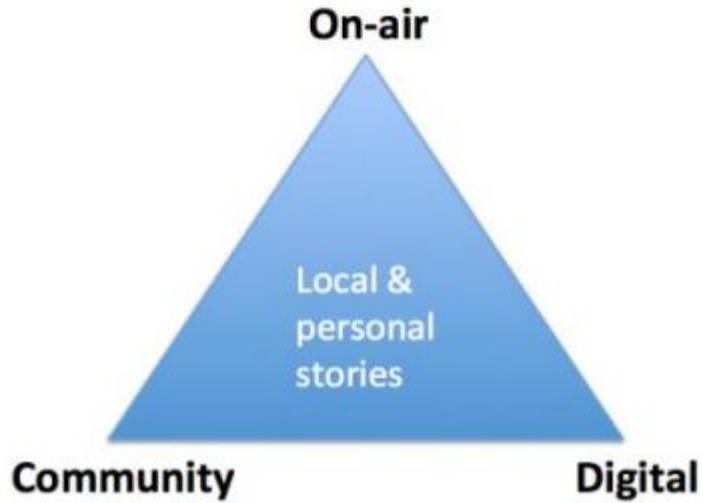 On-air
Local &
personal
stories
Community
Digital